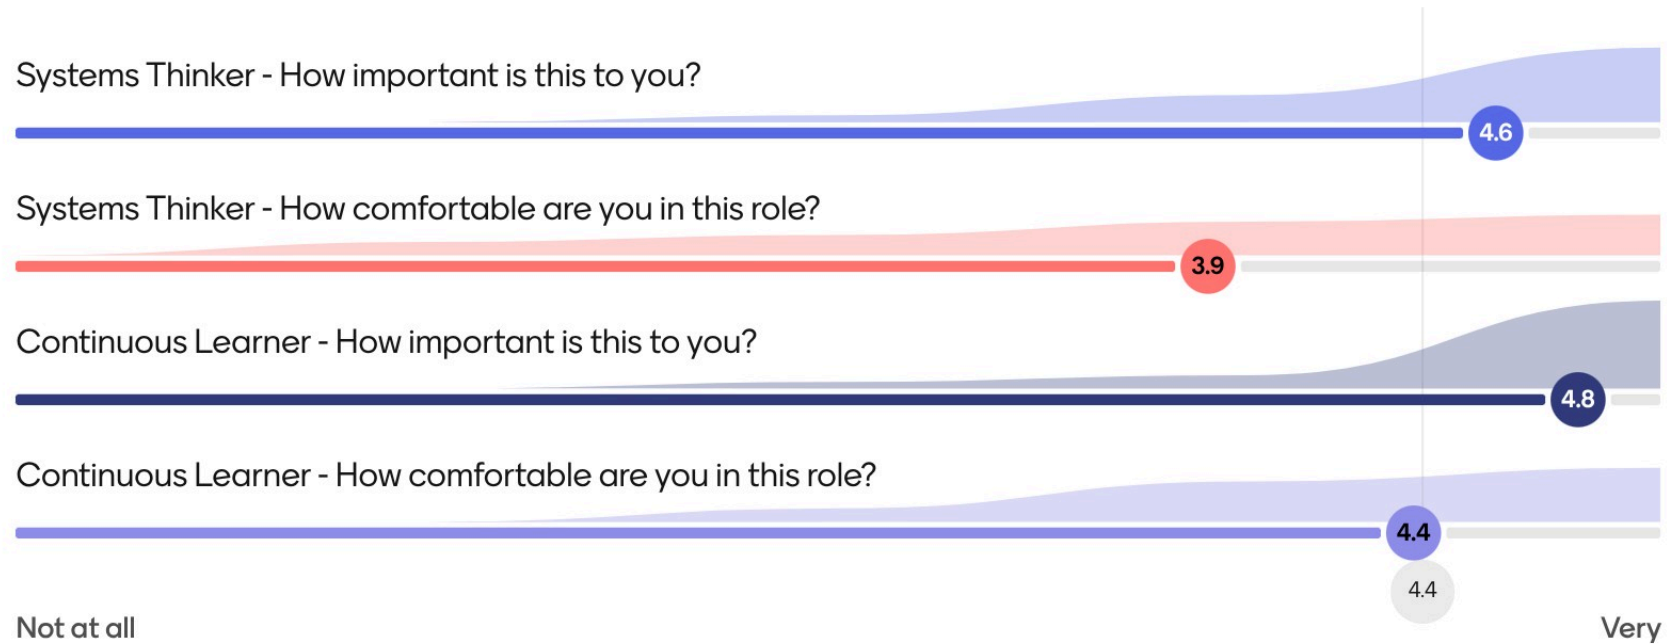 Systems Thinker - How important is this to you?
4.6
Systems Thinker - How comfortable are you in this role?
3.9
Continuous Learner - How important is this to you?
4.8
Continuous Learner - How comfortable are you in this role?
4.4
4.4
Not at all
Very